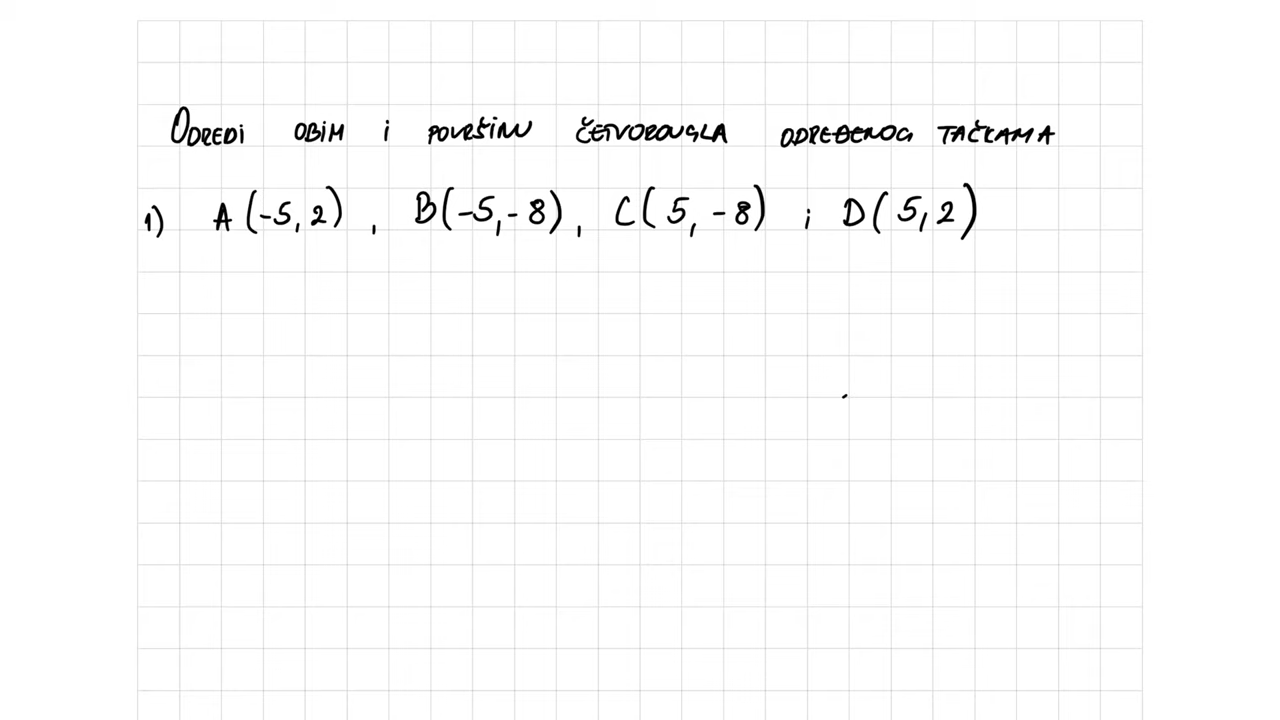 ODREDI OBIM i POVRŠINU ČETVOROUGLA ODREĐENOG TAČKAMA
1) A(-5,2), B(-5,-8), C(5,-8) i D(5,2)